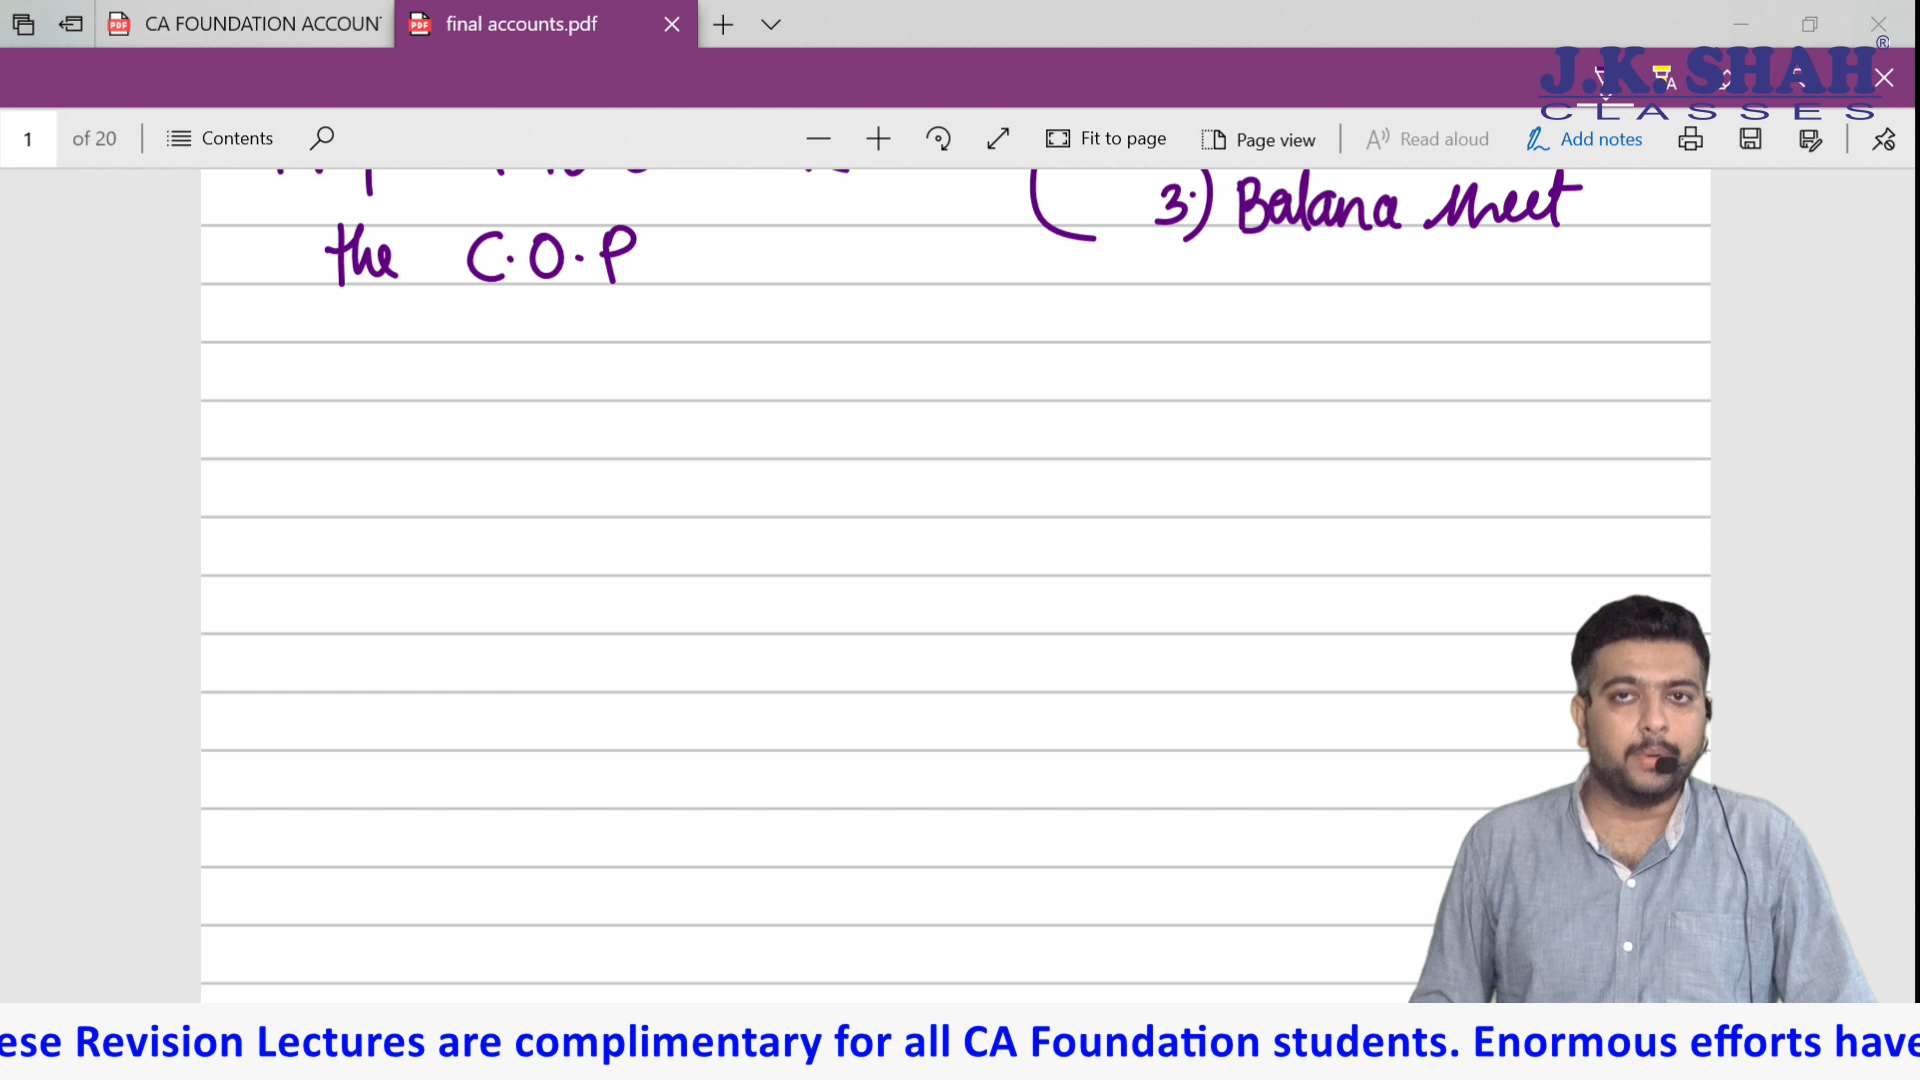 CA FOUNDATION ACCOUN
final accounts.pdf
J.K. SHAH®
CLASSES
1 of 20
Contents
Fit to page
Page view
Read aloud
Add notes
3.) Balana sheet
the C.O.P
ese Revision Lectures are complimentary for all CA Foundation students. Enormous efforts have